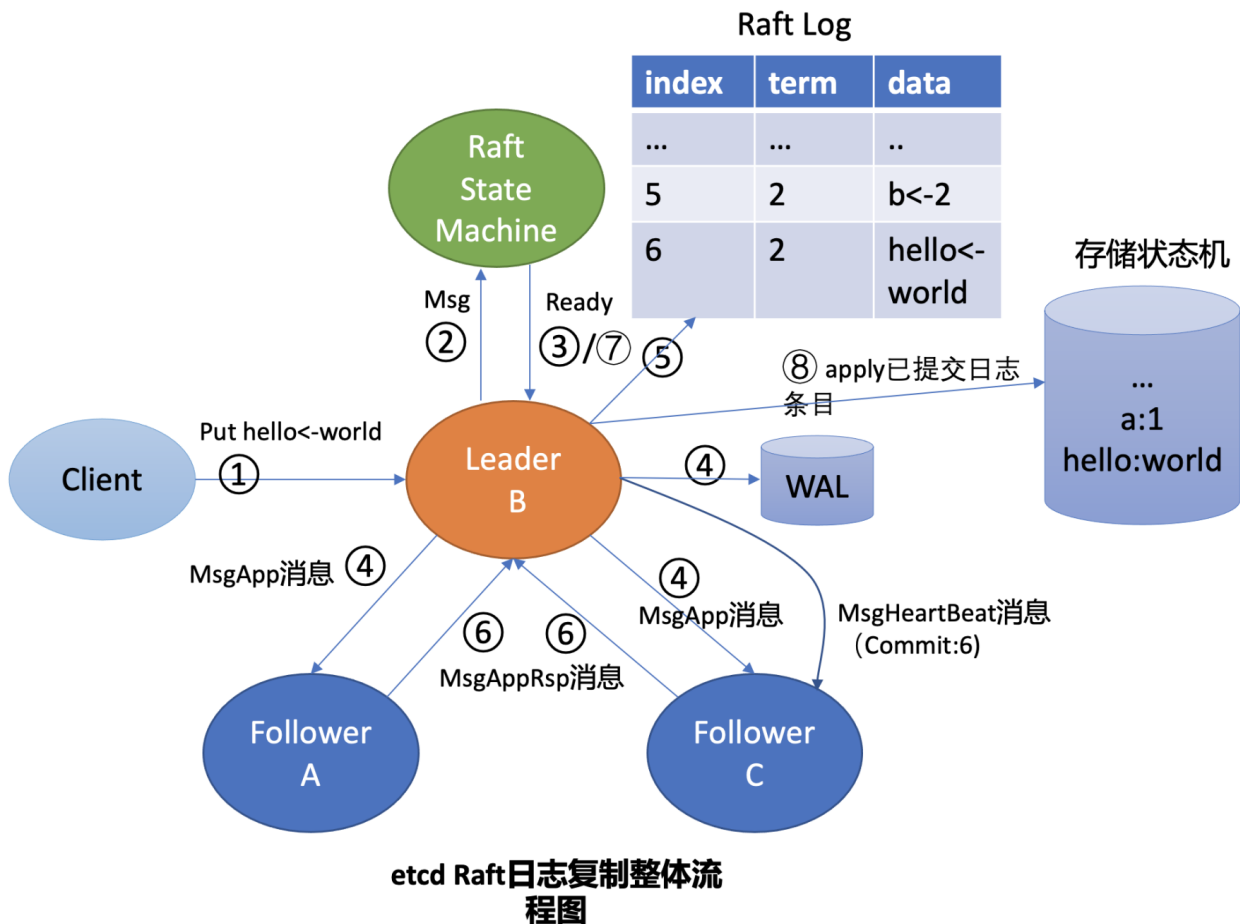 Raft Log
index term data
... ... ..
5 2 b<-2
6 2 hello<-
world
Raft
State
Machine
Msg
②
Ready
③/⑦
⑤
存储状态机
...
a:1
hello:world
⑧ apply已提交日志
条目
Client
Put hello<-world
①
Leader
B
④
WAL
MsgApp消息 ④
④
MsgApp消息
⑥ ⑥
MsgAppRsp消息
MsgHeartBeat消息
（Commit:6)
Follower
A
Follower
C
etcd Raft日志复制整体流
程图